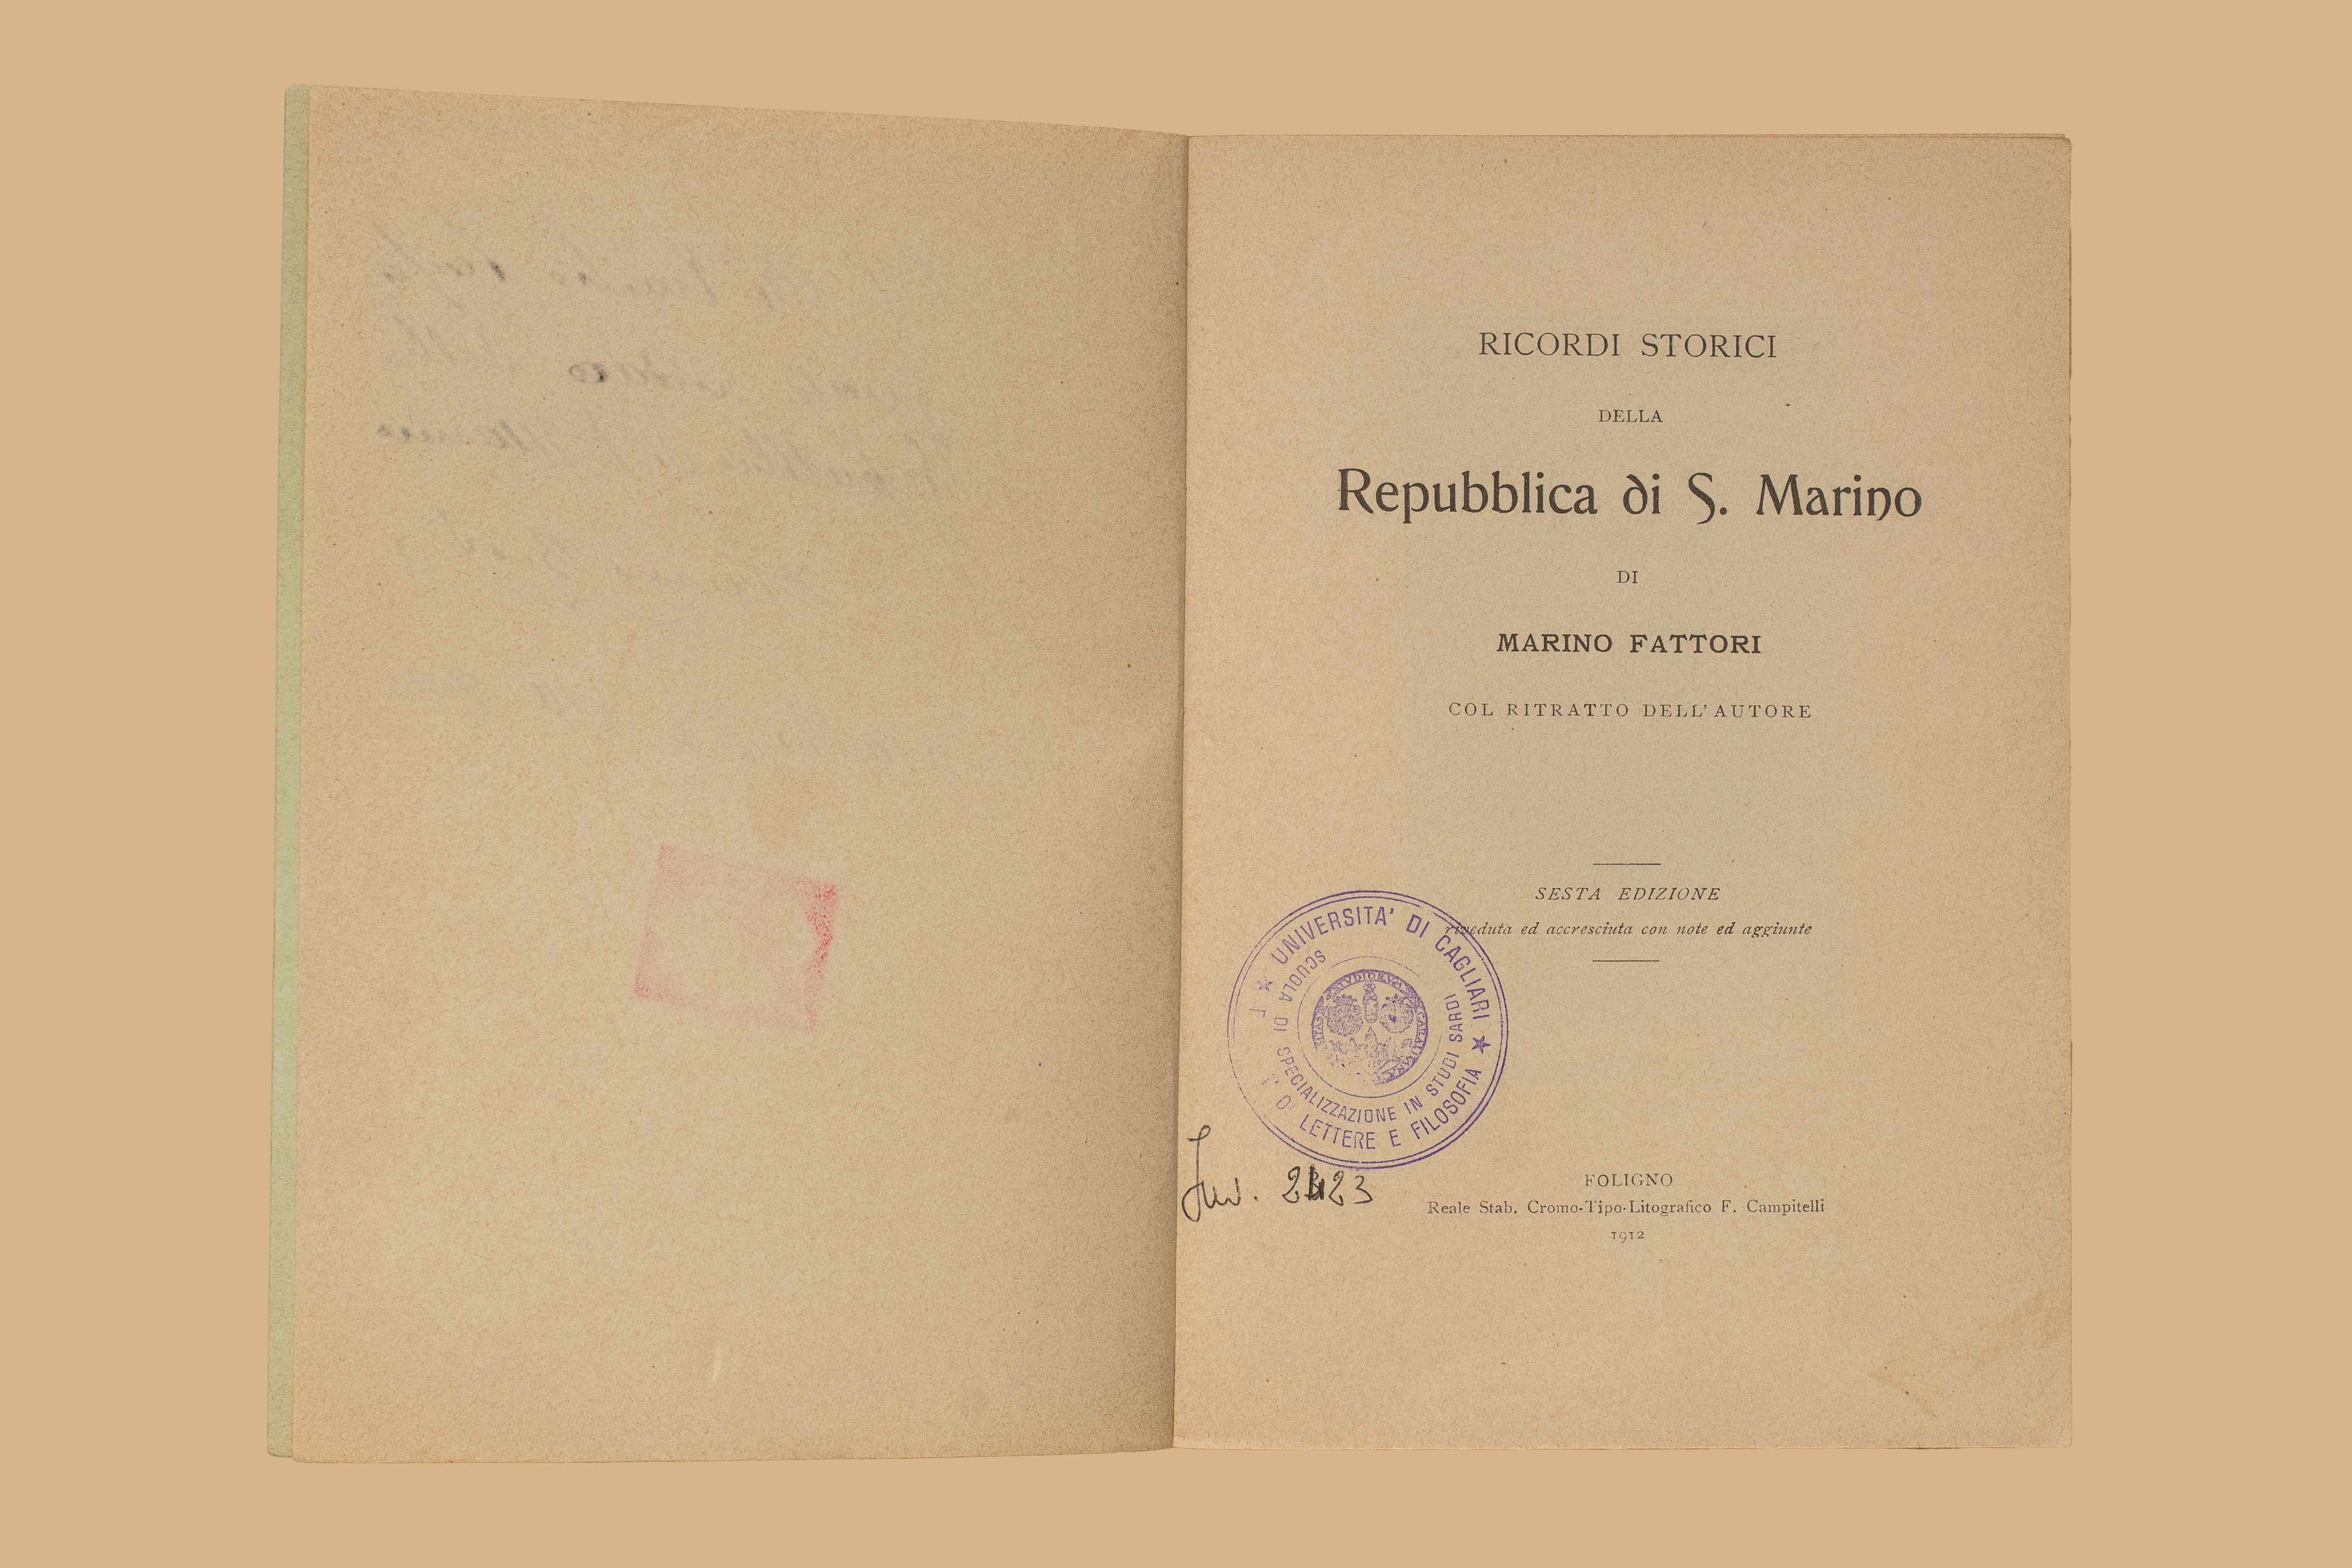 RICORDI STORICI
DELLA
Repubblica di S. Marino
DI
MARINO FATTORI
COL RITRATTO DELL'AUTORE
SESTA EDIZIONE
riveduta ed accresciuta con note ed aggiunte
★ UNIVERSITA' DI CAGLIARI ★
LETTERE E FILOSOFIA
SCUOLA DI SPECIALIZZAZIONE IN STUDI SARDI
Inv.
FOLIGNO
Reale Stab. Cromo-Tipo-Litografico F. Campitelli
1912